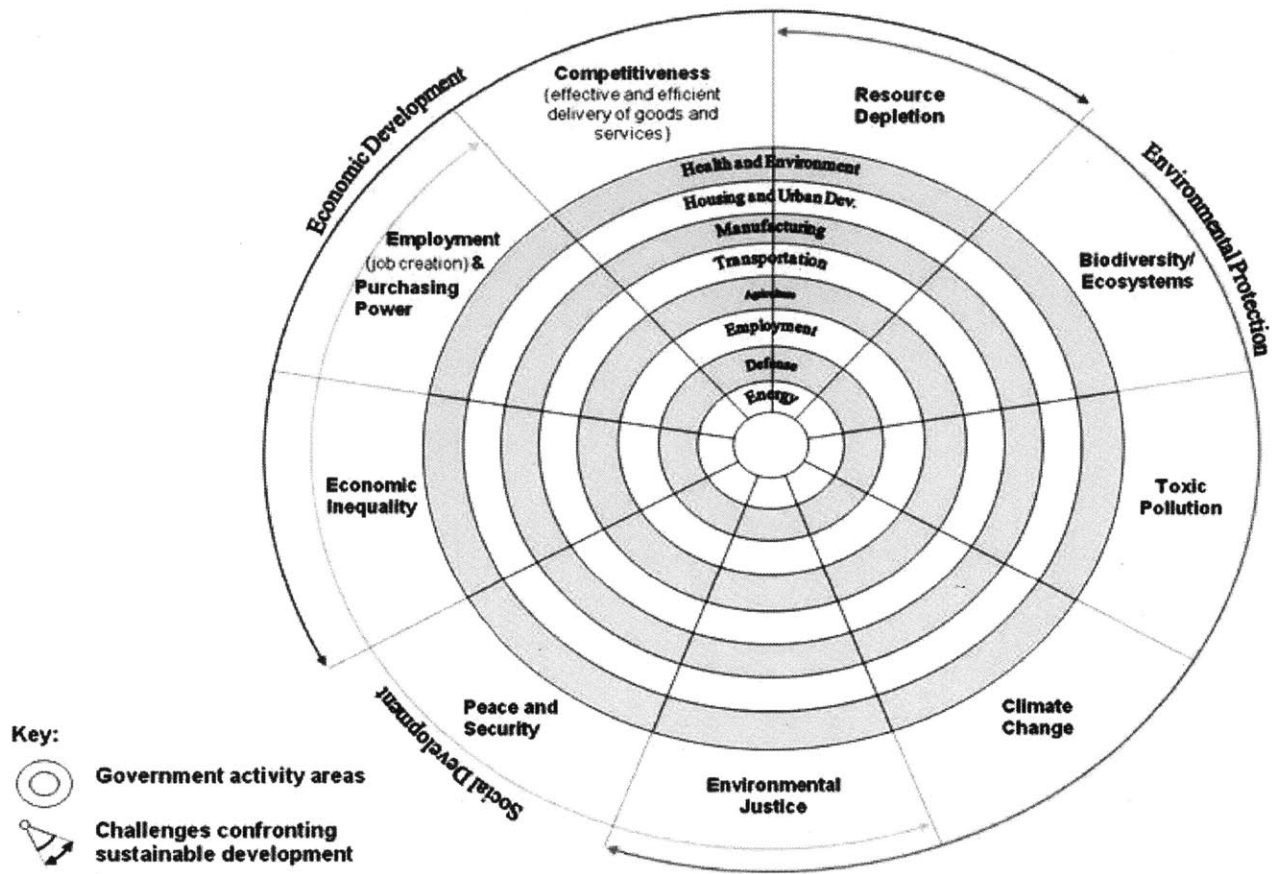 Economic Development
Competitiveness
(effective and efficient
delivery of goods and
services)
Resource
Depletion
Environmental Protection
Employment
(job creation) &
Purchasing
Power
Biodiversity/
Ecosystems
Health and Environment
Housing and Urban Dev.
Manufacturing
Transportation
Agriculture
Employment
Defense
Energy
Economic
Inequality
Toxic
Pollution
Peace and
Security
Climate
Change
Social Development
Environmental
Justice
Key:
Government activity areas
Challenges confronting
sustainable development